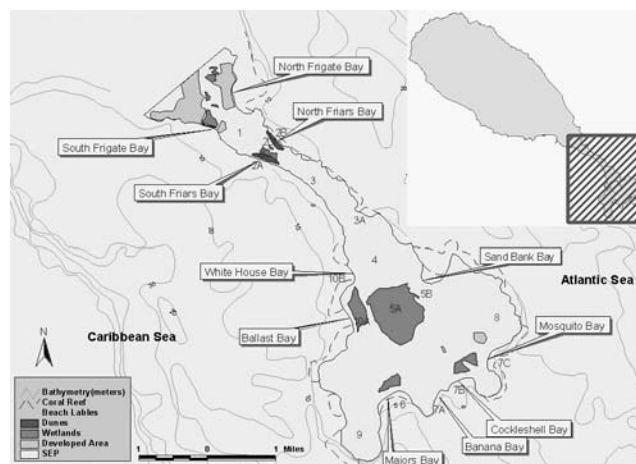 North Frigate Bay
North Friars Bay
South Frigate Bay
1
2B
2A
South Friars Bay
3
3A
8
4
Sand Bank Bay
White House Bay
10B
5B
Atlantic Sea
5A
8
Mosquito Bay
Ballast Bay
N
Caribbean Sea
7C
7B
Cockleshell Bay
6
7A
Banana Bay
9
Majors Bay
Bathymetry(meters)
Coral Reef
Beach Lables
Dunes
Wetlands
Developed Area
SEP
1 0 1 Miles